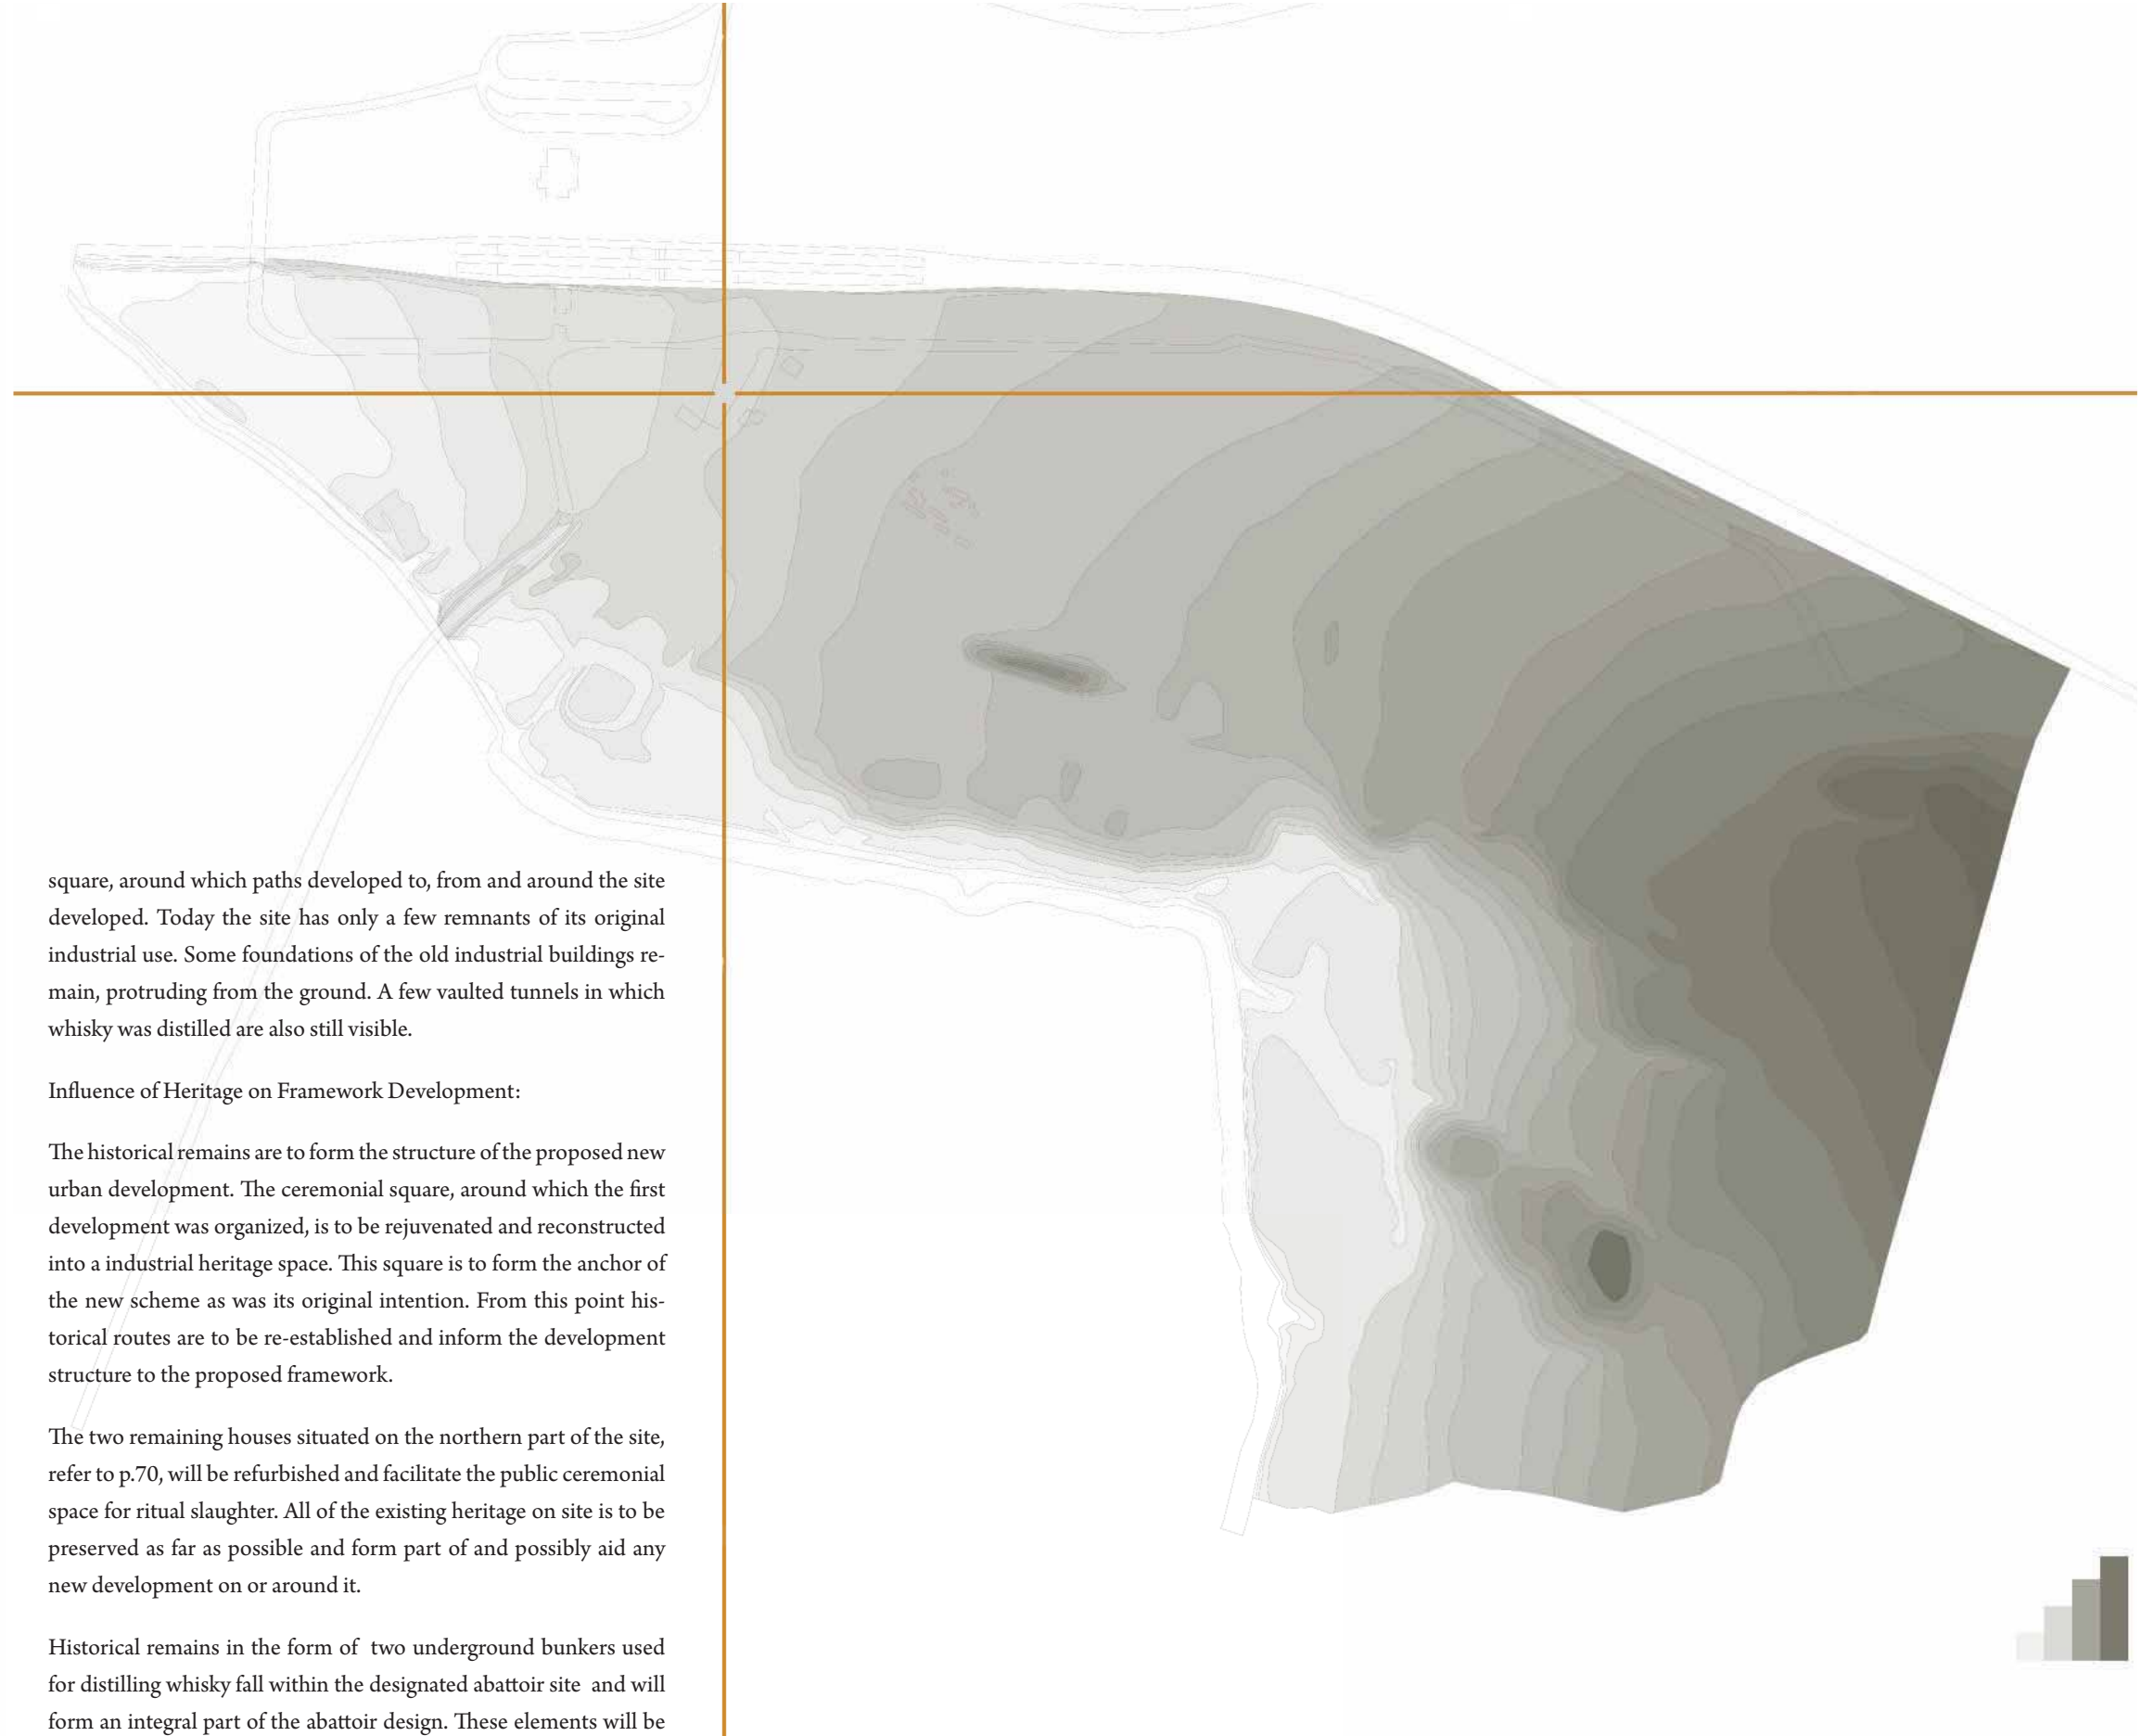 square, around which paths developed to, from and around the site
developed. Today the site has only a few remnants of its original
industrial use. Some foundations of the old industrial buildings re-
main, protruding from the ground. A few vaulted tunnels in which
whisky was distilled are also still visible.
Influence of Heritage on Framework Development:
The historical remains are to form the structure of the proposed new
urban development. The ceremonial square, around which the first
development was organized, is to be rejuvenated and reconstructed
into a industrial heritage space. This square is to form the anchor of
the new scheme as was its original intention. From this point his-
torical routes are to be re-established and inform the development
structure to the proposed framework.
The two remaining houses situated on the northern part of the site,
refer to p.70, will be refurbished and facilitate the public ceremonial
space for ritual slaughter. All of the existing heritage on site is to be
preserved as far as possible and form part of and possibly aid any
new development on or around it.
Historical remains in the form of  two underground bunkers used
for distilling whisky fall within the designated abattoir site  and will
form an integral part of the abattoir design. These elements will be